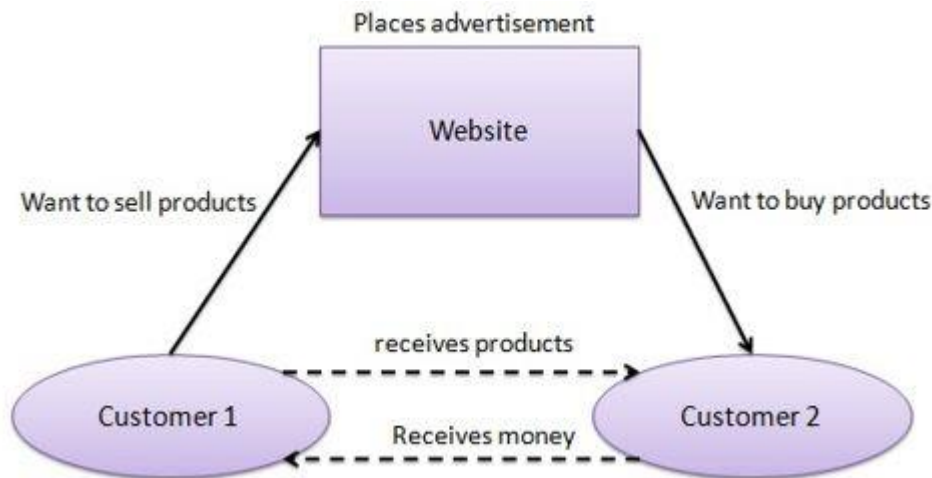 Places advertisement
Website
Want to sell products
Want to buy products
receives products
Customer 1
Customer 2
Receives money